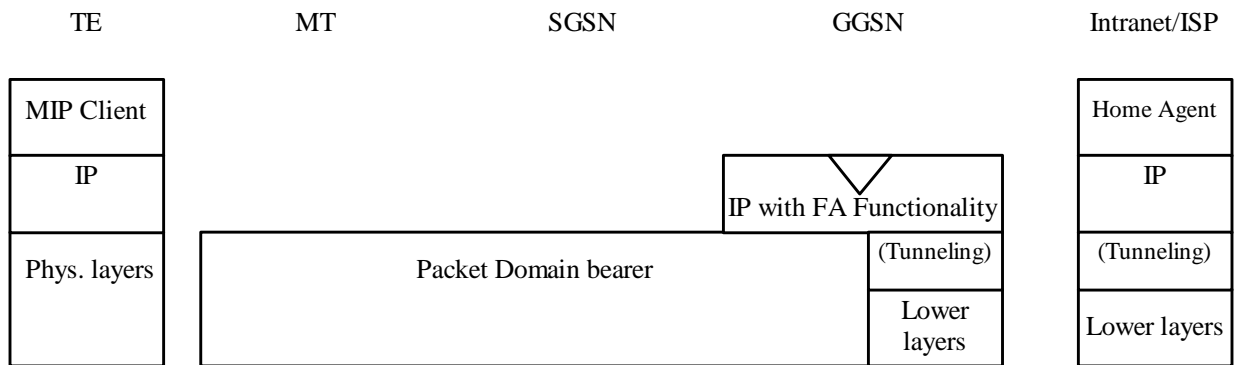 TE MT SGSN GGSN Intranet/ISP
MIP Client
Home Agent
IP
IP
IP with FA Functionality
Phys. layers
Packet Domain bearer
(Tunneling)
(Tunneling)
Lower
layers
Lower layers